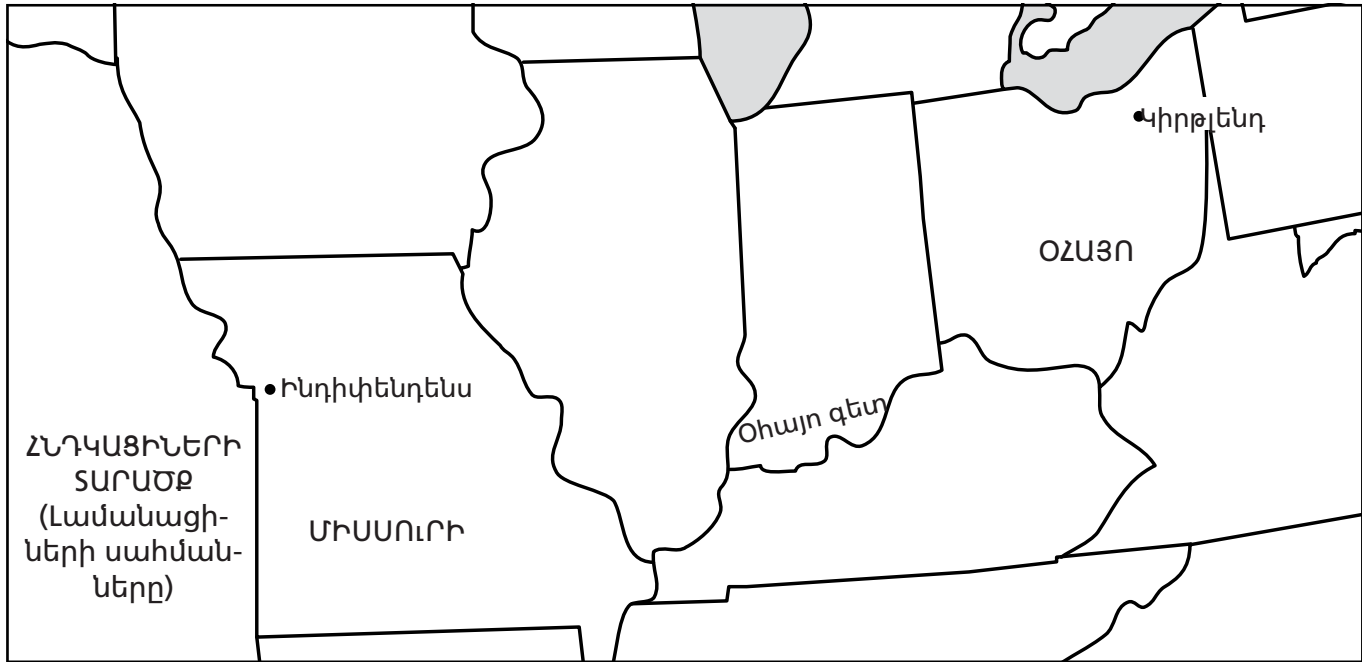 Կիրթլենդ
ՕՀԱՅՈ
Ինդիփենդենս
Օհայո գետ
ՀՆԴԿԱՑԻՆԵՐԻ
ՏԱՐԱԾՔ
(Լամանացի-
ների սահման-
ները)
ՄԻՍՍՈւՐԻ